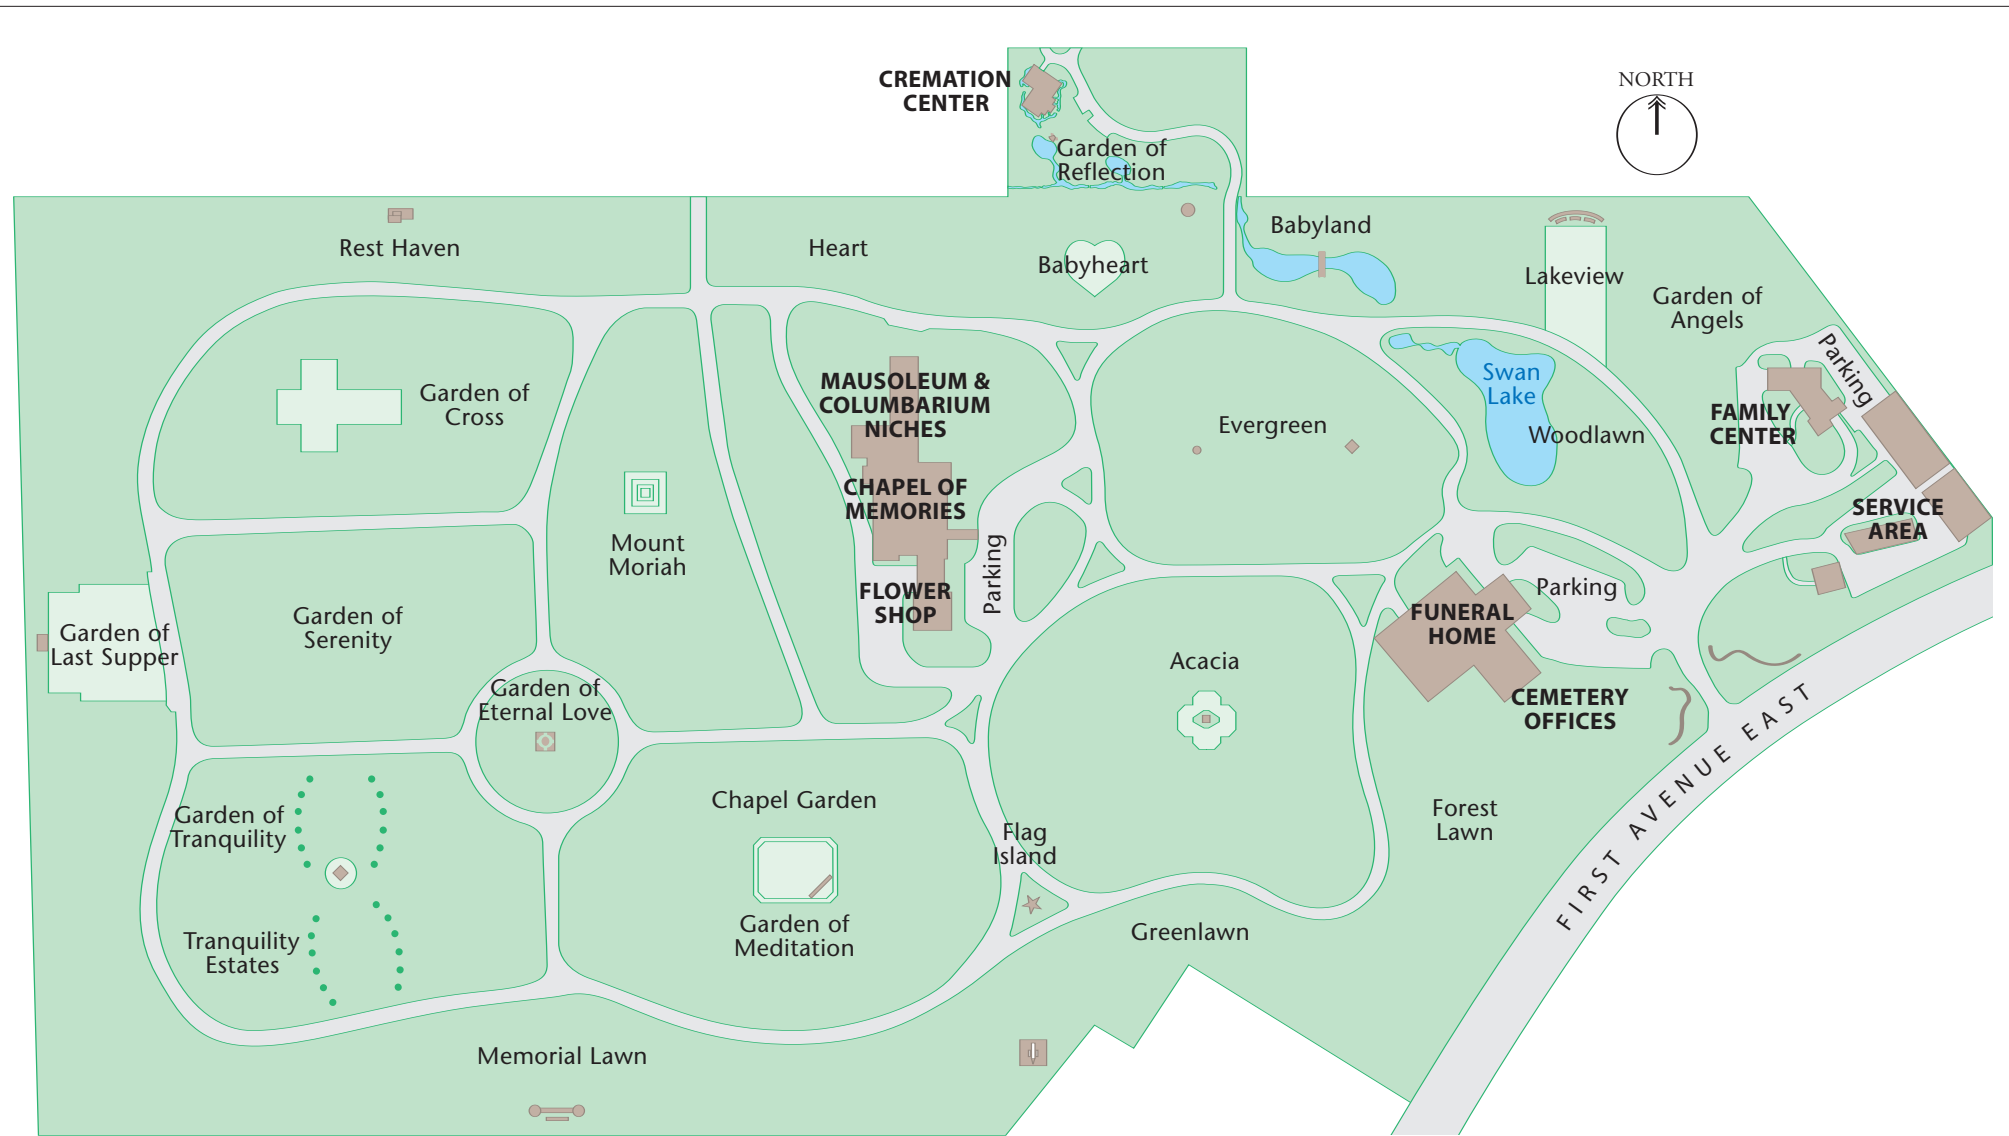 CREMATION
CENTER
NORTH
Garden of
Reflection
Babyland
Rest Haven
Heart
Babyheart
Lakeview
Garden of
Angels
Parking
Garden of
Cross
MAUSOLEUM &
COLUMBARIUM
NICHES
Swan
Lake
Evergreen
Woodlawn
FAMILY
CENTER
CHAPEL OF
MEMORIES
SERVICE
AREA
Mount
Moriah
Parking
FLOWER
SHOP
Parking
FUNERAL
HOME
Garden of
Serenity
Garden of
Last Supper
Acacia
Garden of
Eternal Love
CEMETERY
OFFICES
FIRST AVENUE EAST
Chapel Garden
Garden of
Tranquility
Flag
Island
Forest
Lawn
Garden of
Meditation
Greenlawn
Tranquility
Estates
Memorial Lawn